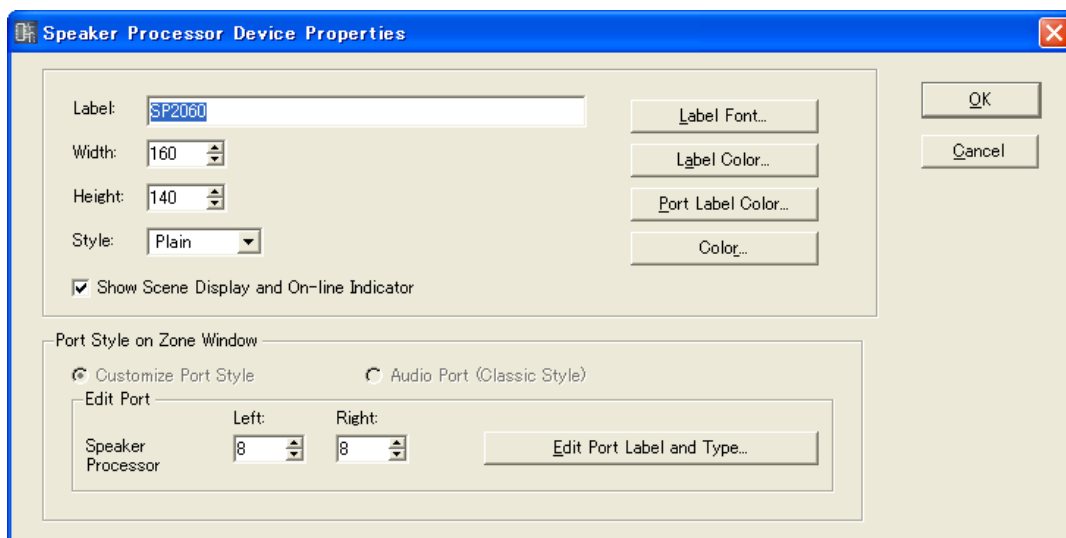 Speaker Processor Device Properties
Label: SP2060 Label Font... OK
Width: 160 Label Color... Cancel
Height: 140 Port Label Color...
Style: Plain Color...
Show Scene Display and On-line Indicator
Port Style on Zone Window
Customize Port Style Audio Port (Classic Style)
Edit Port
Left: Right:
Speaker Processor 8 8 Edit Port Label and Type...